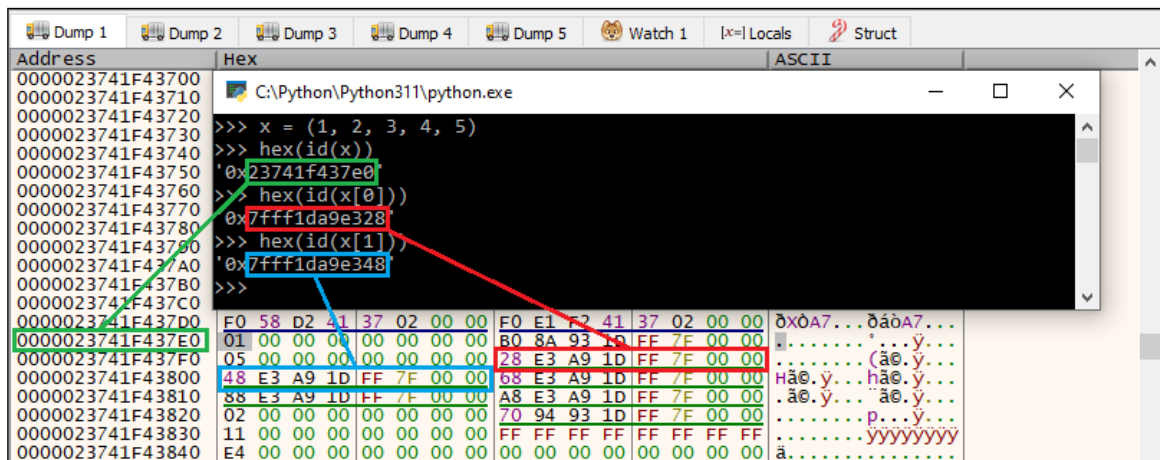 Dump 1 Dump 2 Dump 3 Dump 4 Dump 5 Watch 1 [x=] Locals Struct
Address Hex ASCII
0000023741F43700
0000023741F43710
0000023741F43720
0000023741F43730
0000023741F43740
0000023741F43750
0000023741F43760
0000023741F43770
0000023741F43780
0000023741F43790
0000023741F437A0
0000023741F437B0
0000023741F437C0
C:\Python\Python311\python.exe
>>> x = (1, 2, 3, 4, 5)
>>> hex(id(x))
'0x23741f437e0'
>>> hex(id(x[0]))
'0x7fff1da9e328'
>>> hex(id(x[1]))
'0x7fff1da9e348'
>>>
0000023741F437D0 F0 58 D2 41 37 02 00 00 F0 E1 F2 41 37 02 00 00 ðXÒA7...ðáòA7...
0000023741F437E0 01 00 00 00 00 00 00 00 B0 8A 93 1D FF 7F 00 00 ........°...ÿ...
0000023741F437F0 05 00 00 00 00 00 00 00 28 E3 A9 1D FF 7F 00 00 ........(ã©.ÿ...
0000023741F43800 48 E3 A9 1D FF 7F 00 00 68 E3 A9 1D FF 7F 00 00 Hã©.ÿ...hã©.ÿ...
0000023741F43810 88 E3 A9 1D FF 7F 00 00 A8 E3 A9 1D FF 7F 00 00 .ã©.ÿ...¨ã©.ÿ...
0000023741F43820 02 00 00 00 00 00 00 00 70 94 93 1D FF 7F 00 00 ........p...ÿ...
0000023741F43830 11 00 00 00 00 00 00 00 FF FF FF FF FF FF FF FF ........ÿÿÿÿÿÿÿÿ
0000023741F43840 E4 00 00 00 00 00 00 00 00 00 00 00 00 00 00 00 ä...............